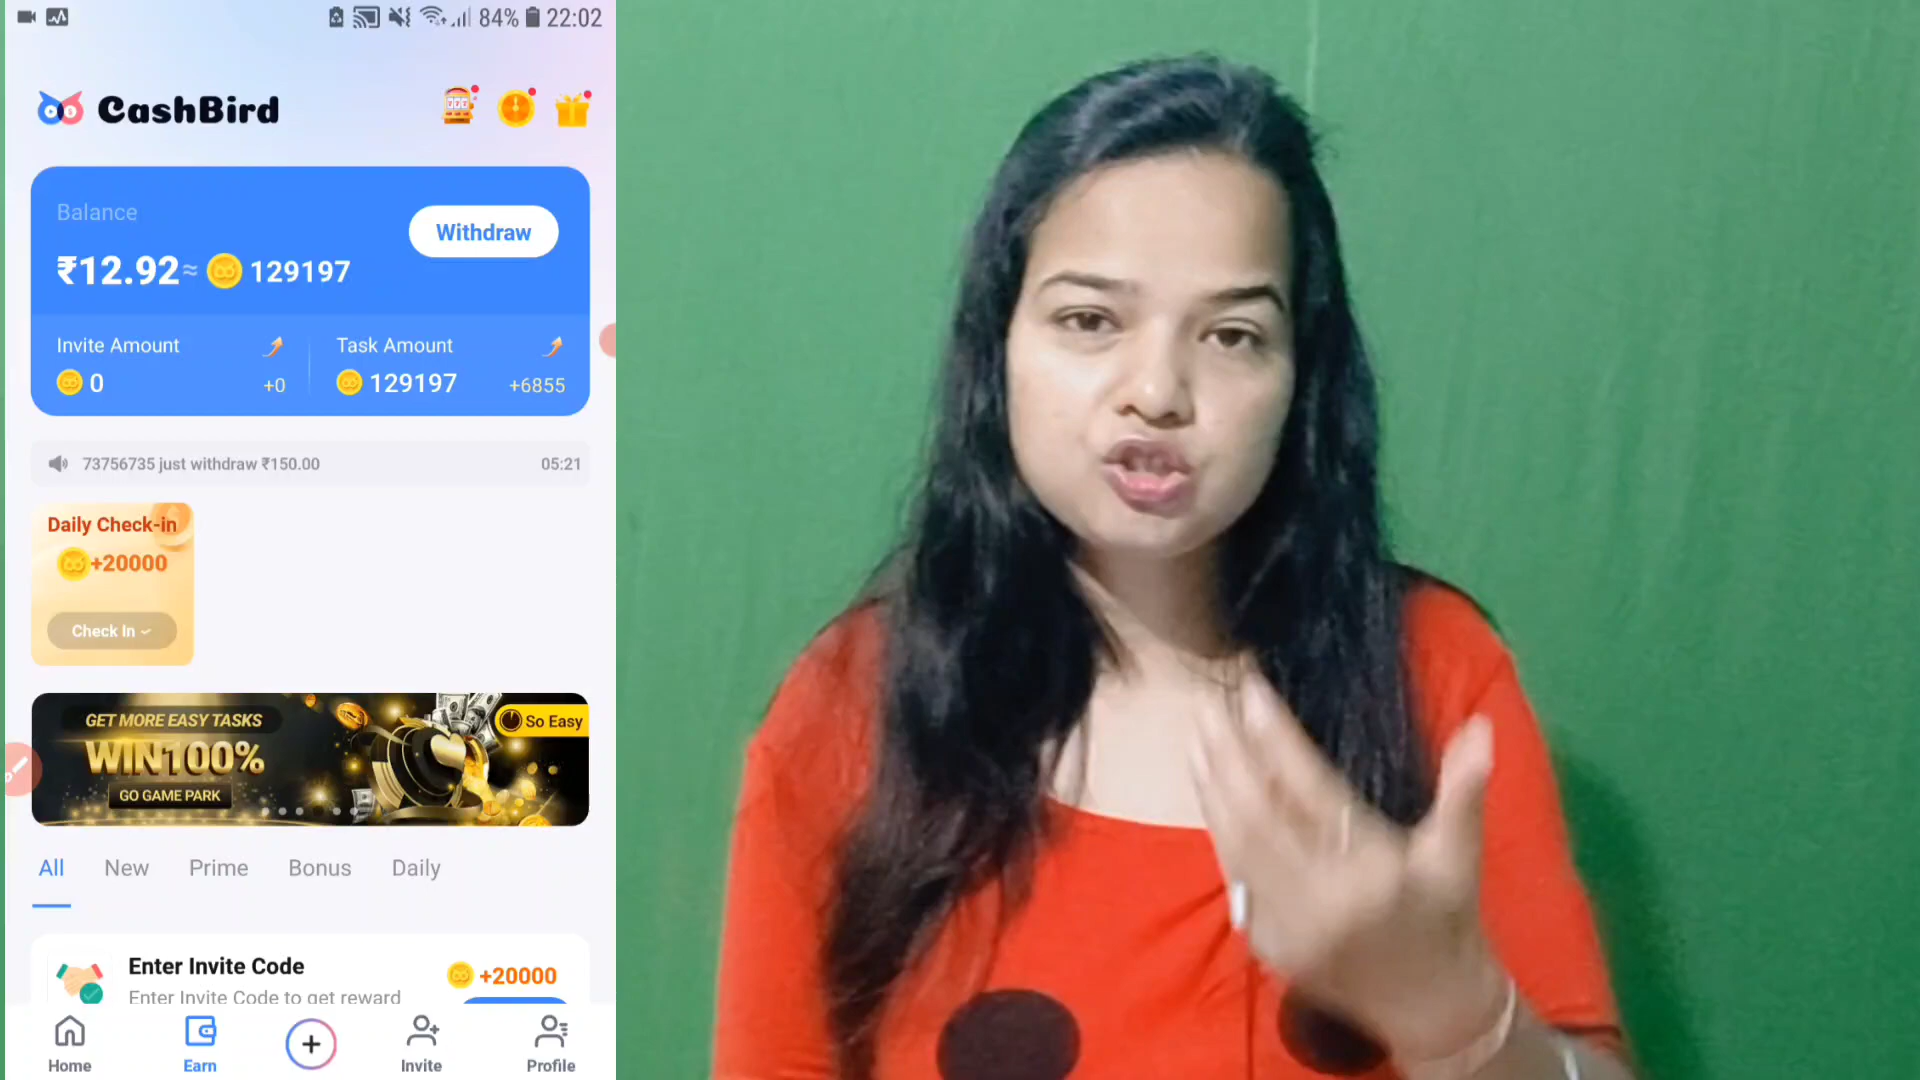 84% 22:02
CashBird
Balance
Withdraw
₹12.92≈ 129197
Invite Amount
0 +0
Task Amount
129197 +6855
73756735 just withdraw ₹150.00 05:21
Daily Check-in
+20000
Check In
GET MORE EASY TASKS
So Easy
WIN100%
GO GAME PARK
All New Prime Bonus Daily
Enter Invite Code
+20000
Enter Invite Code to get reward
Home Earn Invite Profile